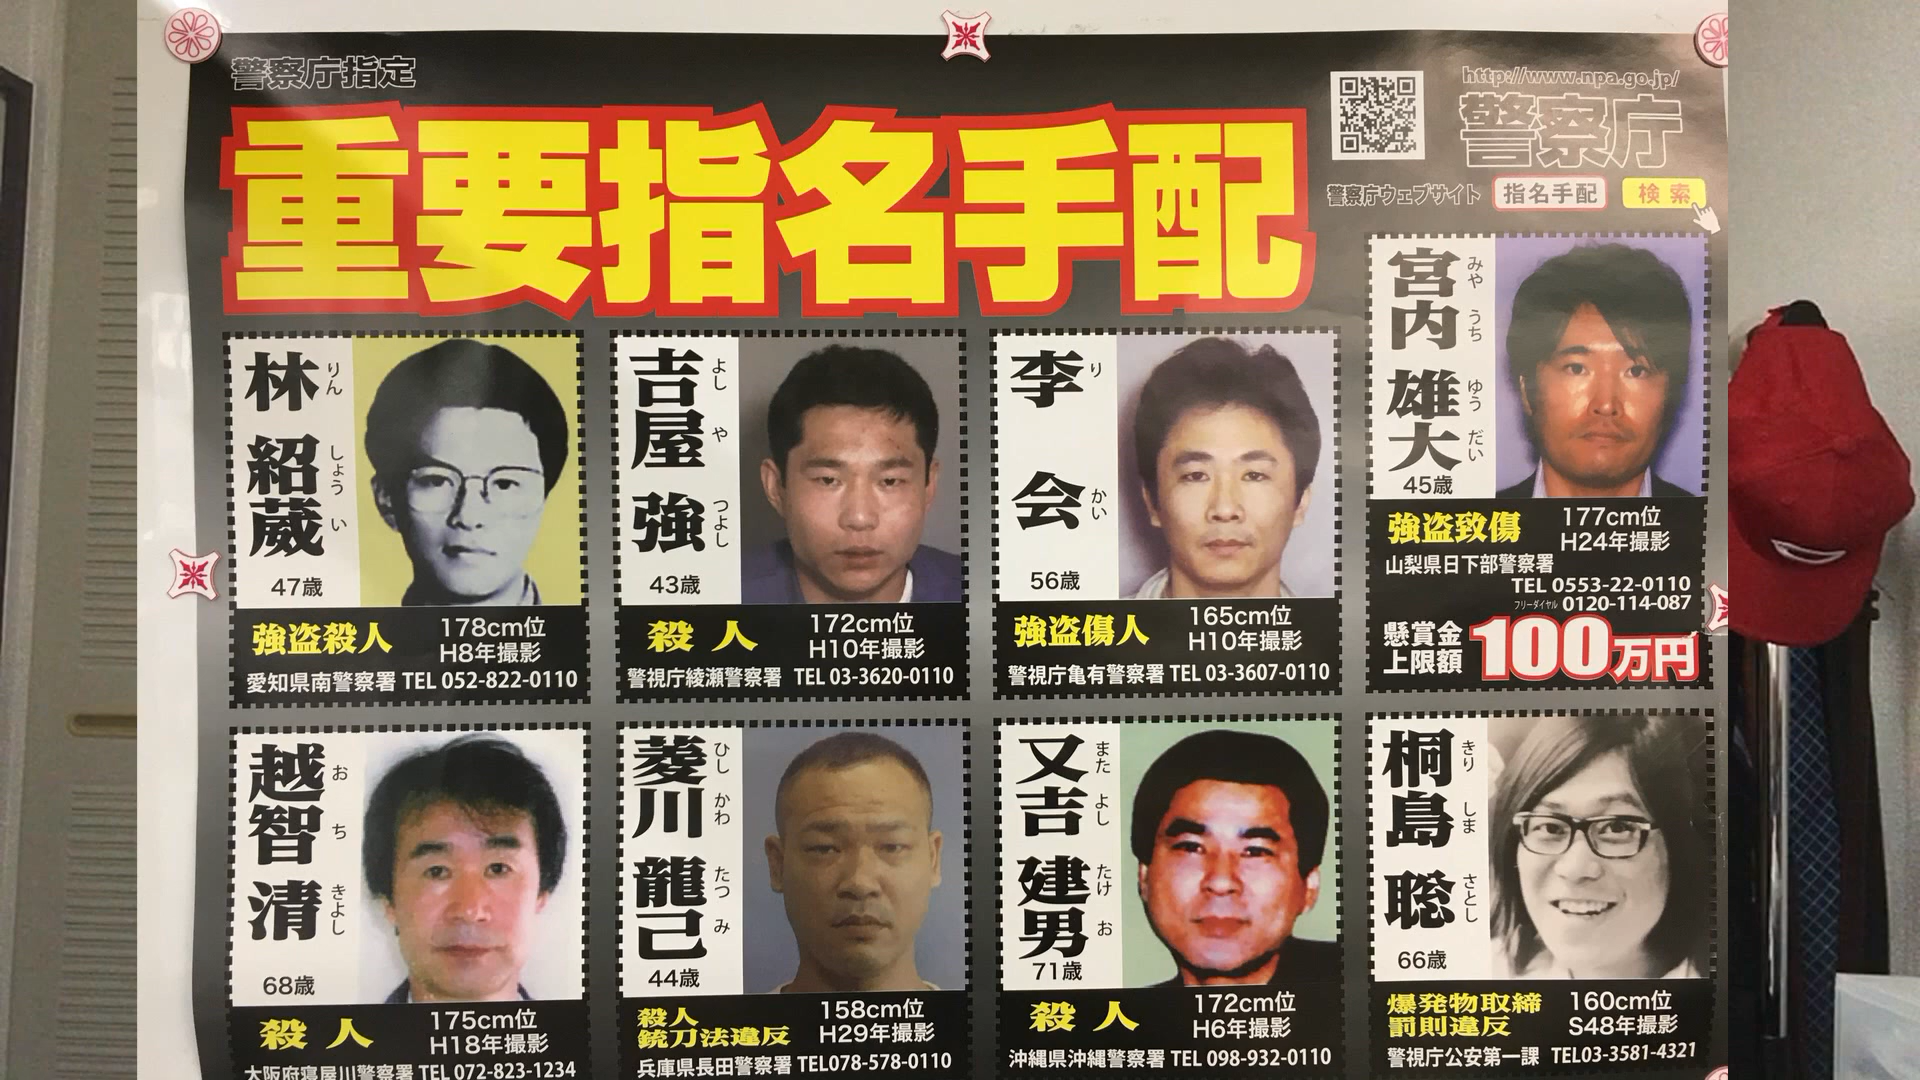 警察庁指定
重要指名手配
http://www.npa.go.jp/
警察庁
警察庁ウェブサイト 指名手配 検索
林 紹葳
りん しょう い
47歳
強盗殺人
178cm位
H8年撮影
愛知県南警察署 TEL 052-822-0110
吉屋 強
よし や つよし
43歳
殺人
172cm位
H10年撮影
警視庁綾瀬警察署 TEL 03-3620-0110
李 会
り かい
56歳
強盗傷人
165cm位
H10年撮影
警視庁亀有警察署 TEL 03-3607-0110
宮内 雄大
みや うち ゆう だい
45歳
強盗致傷
177cm位
H24年撮影
山梨県日下部警察署
TEL 0553-22-0110
フリーダイヤル 0120-114-087
懸賞金
上限額
100万円
越智 清
お ち きよし
68歳
殺人
175cm位
H18年撮影
大阪府寝屋川警察署 TEL 072-823-1234
菱川 龍己
ひし かわ たつ み
44歳
殺人
銃刀法違反
158cm位
H29年撮影
兵庫県長田警察署 TEL078-578-0110
又吉 建男
また よし たけ お
71歳
殺人
172cm位
H6年撮影
沖縄県沖縄警察署 TEL 098-932-0110
桐島 聡
きり しま さとし
66歳
爆発物取締
罰則違反
160cm位
S48年撮影
警視庁公安第一課 TEL03-3581-4321